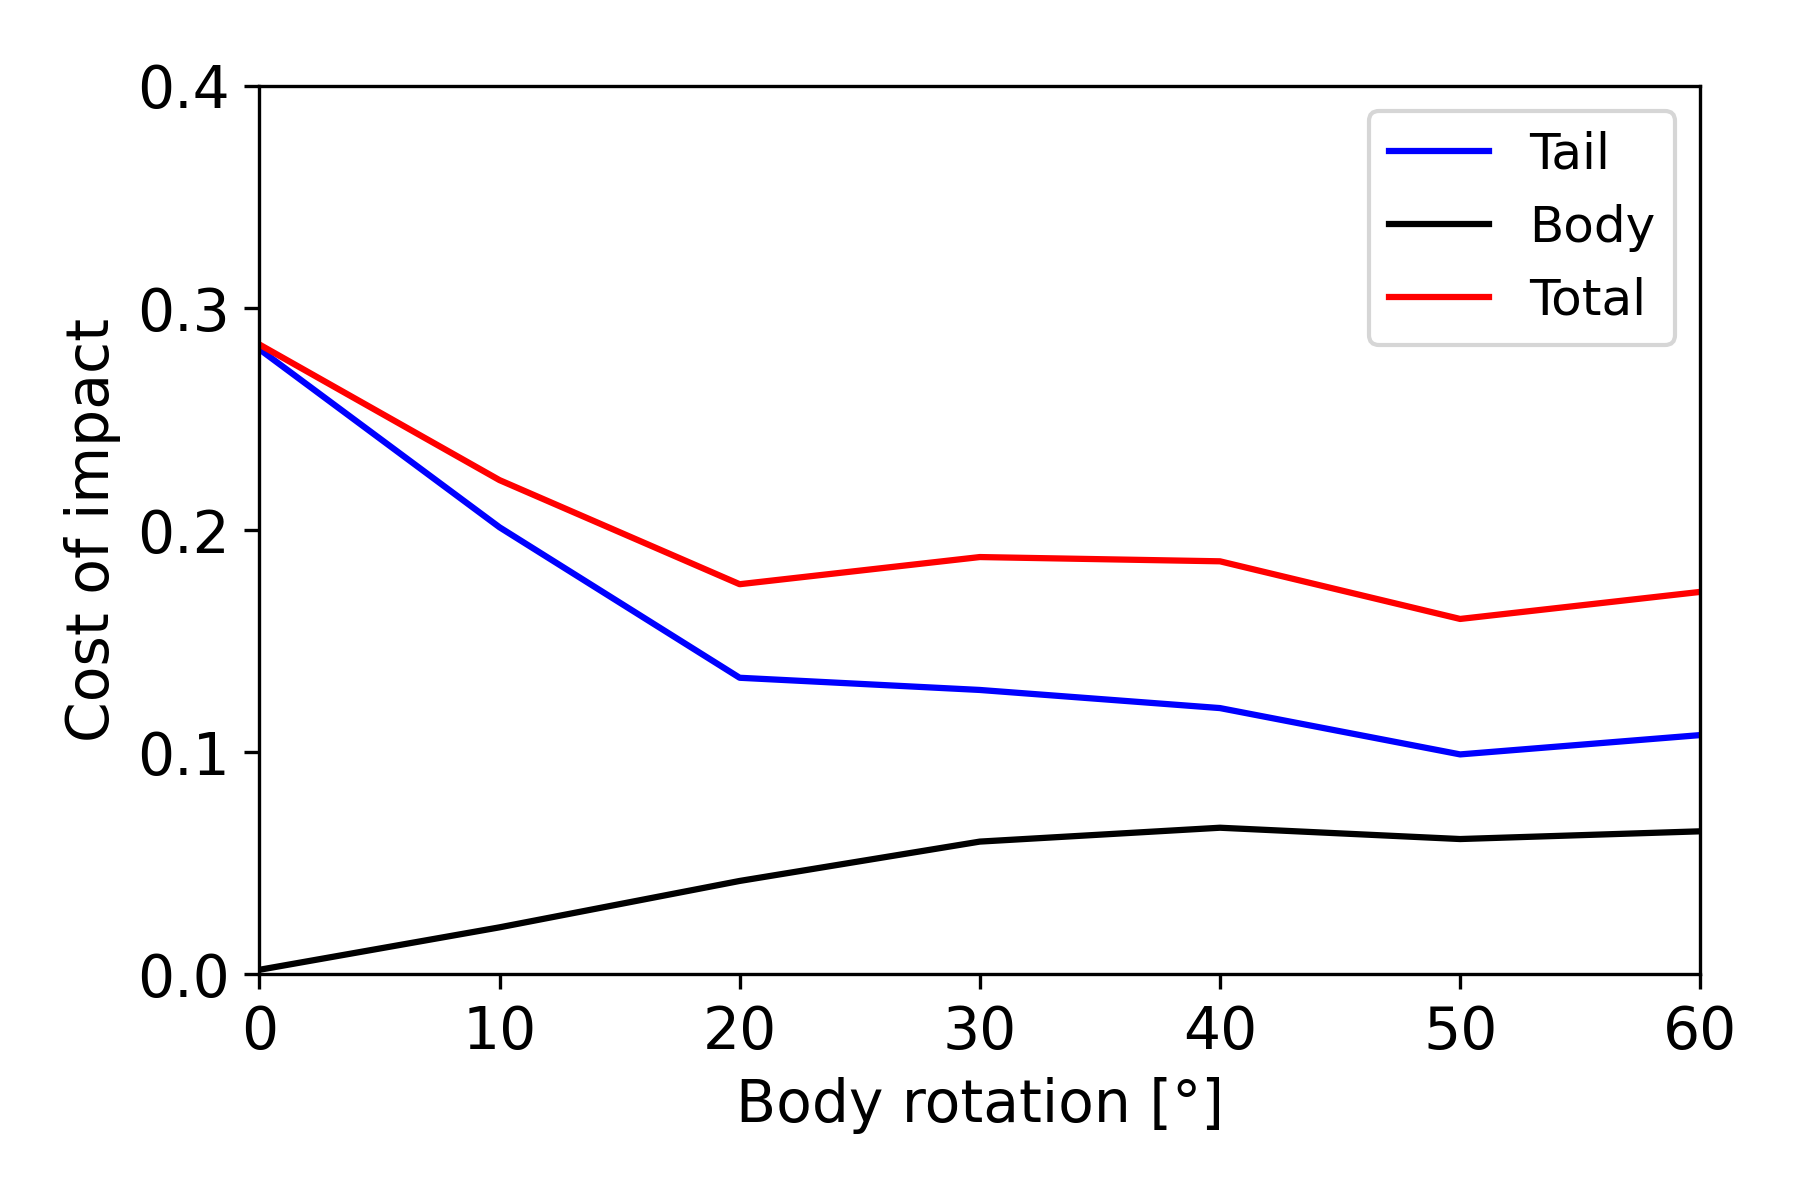 0.4
0.3
0.2
0.1
0.0
Cost of impact
Tail
Body
Total
0 10 20 30 40 50 60
Body rotation [°]